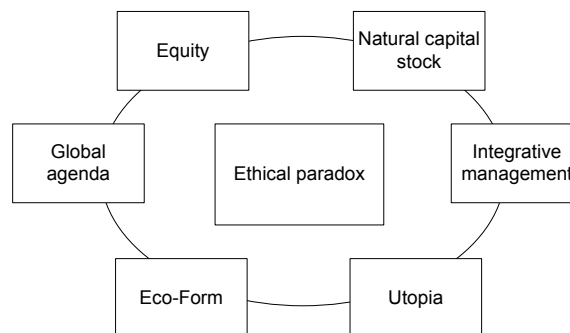 Equity
Natural capital
stock
Global
agenda
Ethical paradox
Integrative
management
Eco-Form
Utopia